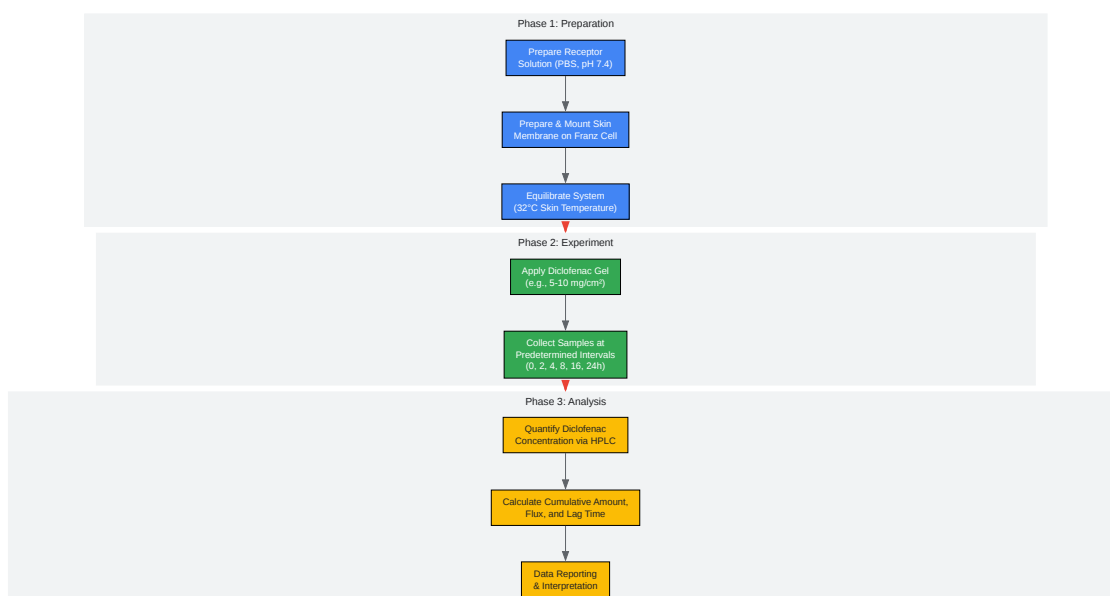 Phase 1: Preparation
Prepare Receptor
Solution (PBS, pH 7.4)
Prepare & Mount Skin
Membrane on Franz Cell
Equilibrate System
(32°C Skin Temperature)
Phase 2: Experiment
Apply Diclofenac Gel
(e.g., 5-10 mg/cm²)
Collect Samples at
Predetermined Intervals
(0, 2, 4, 8, 16, 24h)
Phase 3: Analysis
Quantify Diclofenac
Concentration via HPLC
Calculate Cumulative Amount,
Flux, and Lag Time
Data Reporting
& Interpretation